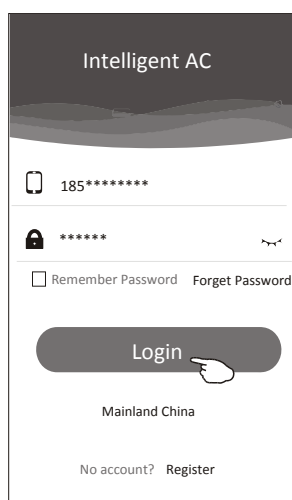 Intelligent AC
185********
******
Remember Password Forget Password
Login
Mainland China
No account? Register